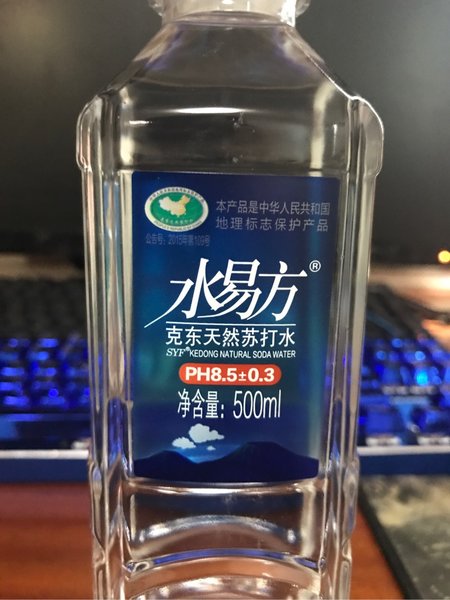 本产品是中华人民共和国
地理标志保护产品
公告号：2015年第109号
水易方®
克东天然苏打水
SYF®KEDONG NATURAL SODA WATER
PH8.5±0.3
净含量：500ml